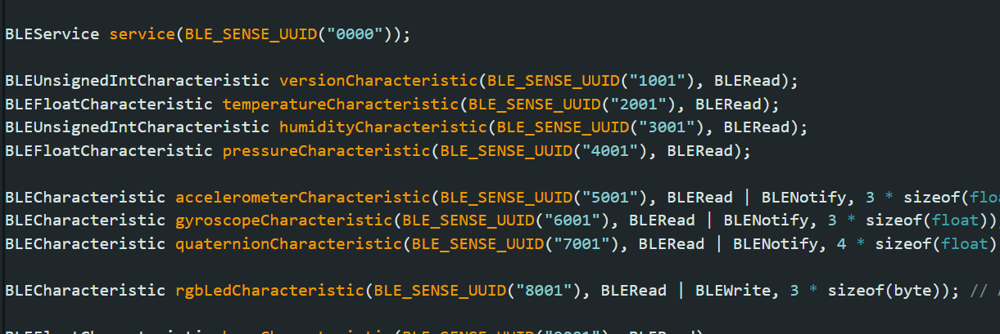 BLEService service(BLE_SENSE_UUID("0000"));
BLEUnsignedIntCharacteristic versionCharacteristic(BLE_SENSE_UUID("1001"), BLERead);
BLEFloatCharacteristic temperatureCharacteristic(BLE_SENSE_UUID("2001"), BLERead);
BLEUnsignedIntCharacteristic humidityCharacteristic(BLE_SENSE_UUID("3001"), BLERead);
BLEFloatCharacteristic pressureCharacteristic(BLE_SENSE_UUID("4001"), BLERead);
BLECharacteristic accelerometerCharacteristic(BLE_SENSE_UUID("5001"), BLERead | BLENotify, 3 * sizeof(
BLECharacteristic gyroscopeCharacteristic(BLE_SENSE_UUID("6001"), BLERead | BLENotify, 3 * sizeof(float))
BLECharacteristic quaternionCharacteristic(BLE_SENSE_UUID("7001"), BLERead | BLENotify, 4 * sizeof(float)
BLECharacteristic rgbLedCharacteristic(BLE_SENSE_UUID("8001"), BLERead | BLEWrite, 3 * sizeof(byte)); //